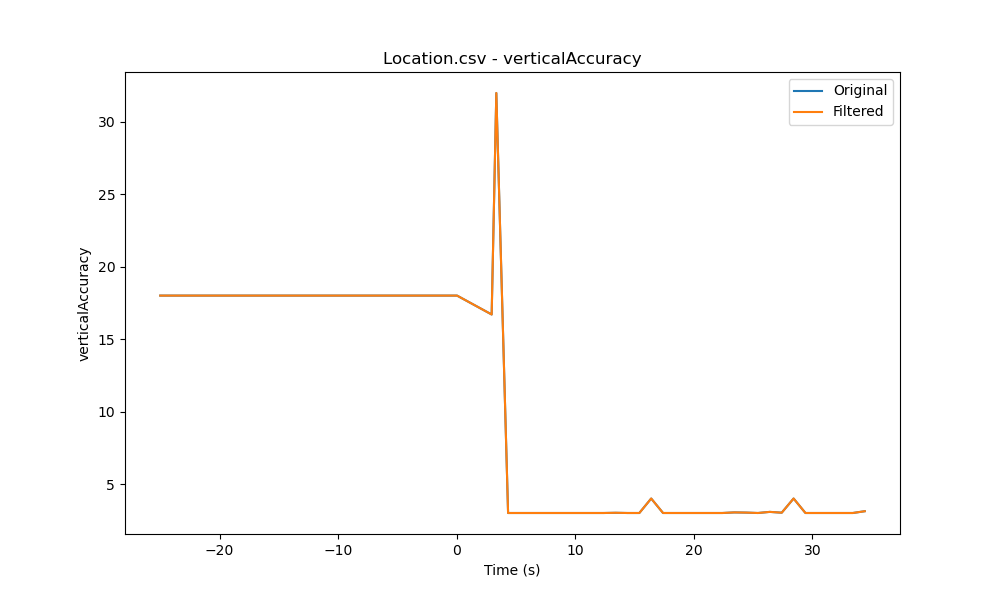 Location.csv - verticalAccuracy
Original
Filtered
30
25
20
15
10
5
verticalAccuracy
−20
−10
0
10
20
30
Time (s)